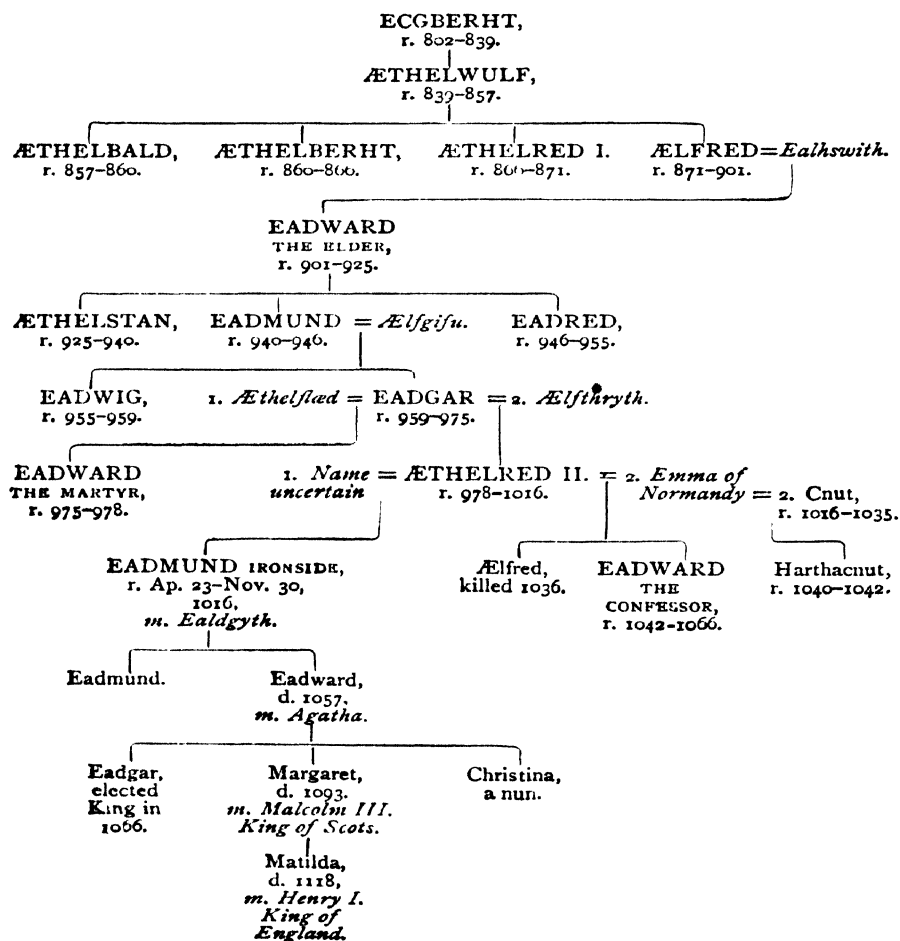 ECGBERHT,
r. 802–839.
ÆTHELWULF,
r. 839–857.
ÆTHELBALD, ÆTHELBERHT, ÆTHELRED I. ÆLFRED=Ealhswith.
r. 857–860. r. 860–866. r. 866–871. r. 871–901.
EADWARD
THE ELDER,
r. 901–925.
ÆTHELSTAN, EADMUND = Ælfgifu. EADRED,
r. 925–940. r. 940–946. r. 946–955.
EADWIG, 1. Æthelflæd = EADGAR = 2. Ælfthryth.
r. 955–959. r. 959–975.
EADWARD 1. Name = ÆTHELRED II. = 2. Emma of
THE MARTYR, uncertain r. 978–1016. Normandy = 2. Cnut,
r. 975–978. r. 1016–1035.
EADMUND IRONSIDE, Ælfred, EADWARD Harthacnut,
r. Ap. 23–Nov. 30, killed 1036. THE r. 1040–1042.
1016, CONFESSOR,
m. Ealdgyth. r. 1042–1066.
Eadmund. Eadward,
d. 1057,
m. Agatha.
Eadgar, Margaret, Christina,
elected d. 1093. a nun.
King in m. Malcolm III.
1066. King of Scots.
Matilda,
d. 1118,
m. Henry I.
King of
England.